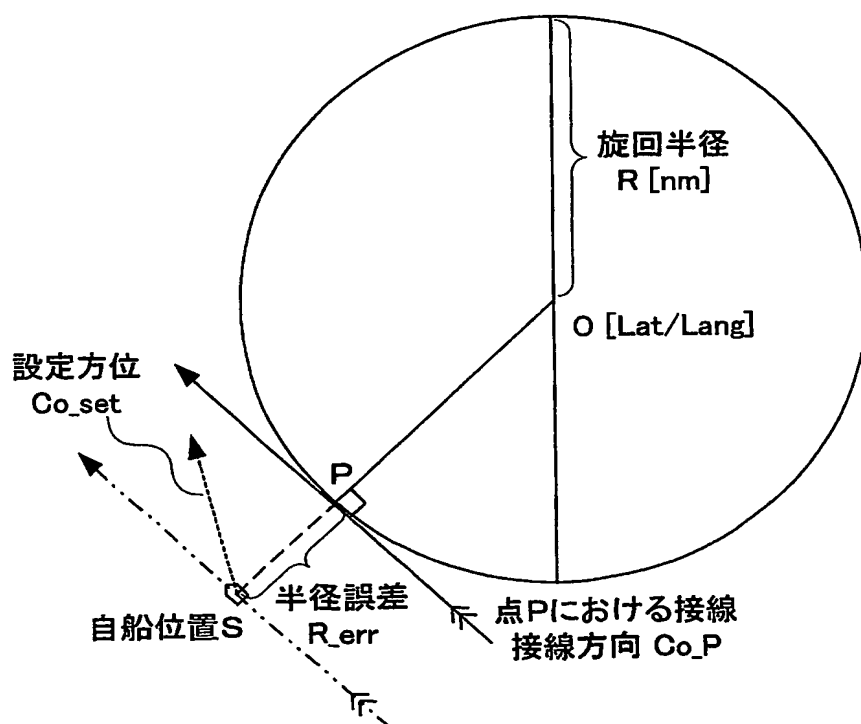 旋回半径
R [nm]
O [Lat/Lang]
設定方位
Co_set
P
半径誤差
R_err
自船位置S
点Pにおける接線
接線方向 Co_P